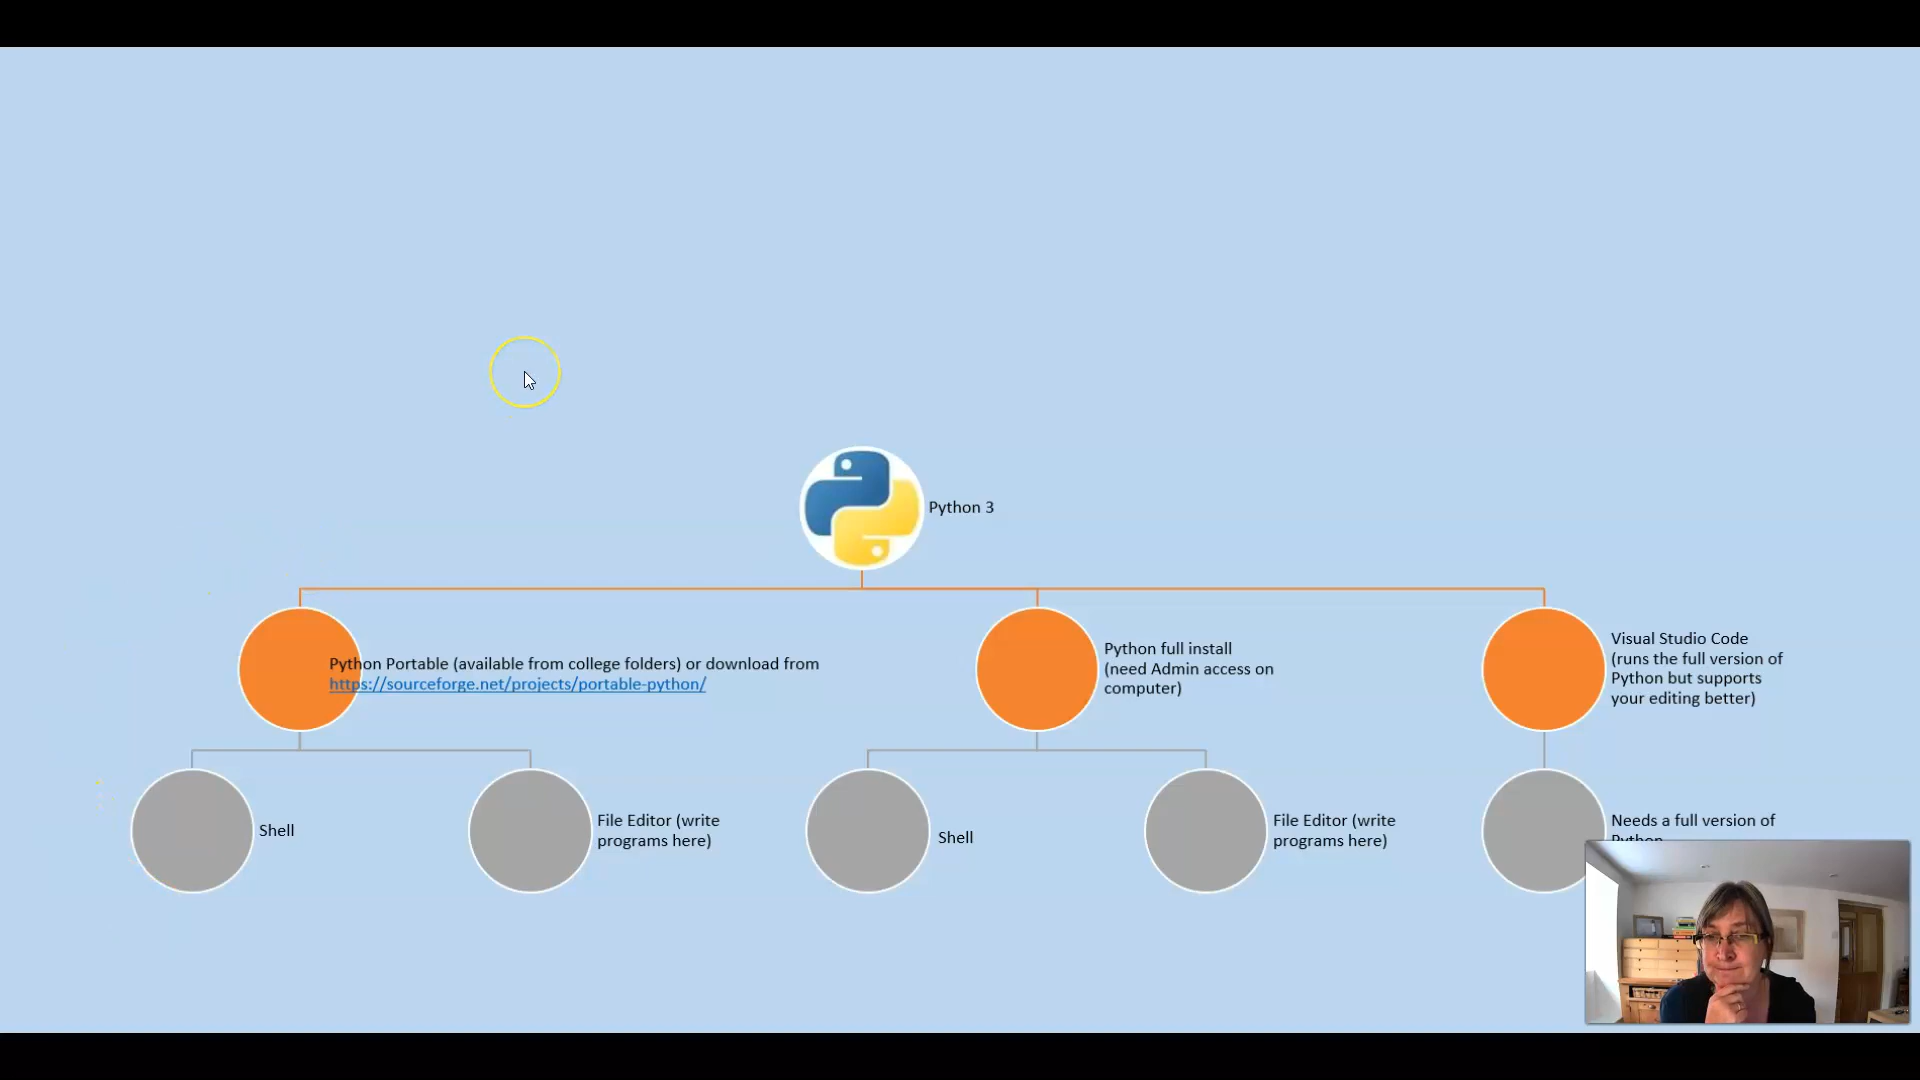 Python 3
Python Portable (available from college folders) or download from
https://sourceforge.net/projects/portable-python/
Python full install
(need Admin access on
computer)
Visual Studio Code
(runs the full version of
Python but supports
your editing better)
Shell
File Editor (write
programs here)
Shell
File Editor (write
programs here)
Needs a full version of
Python